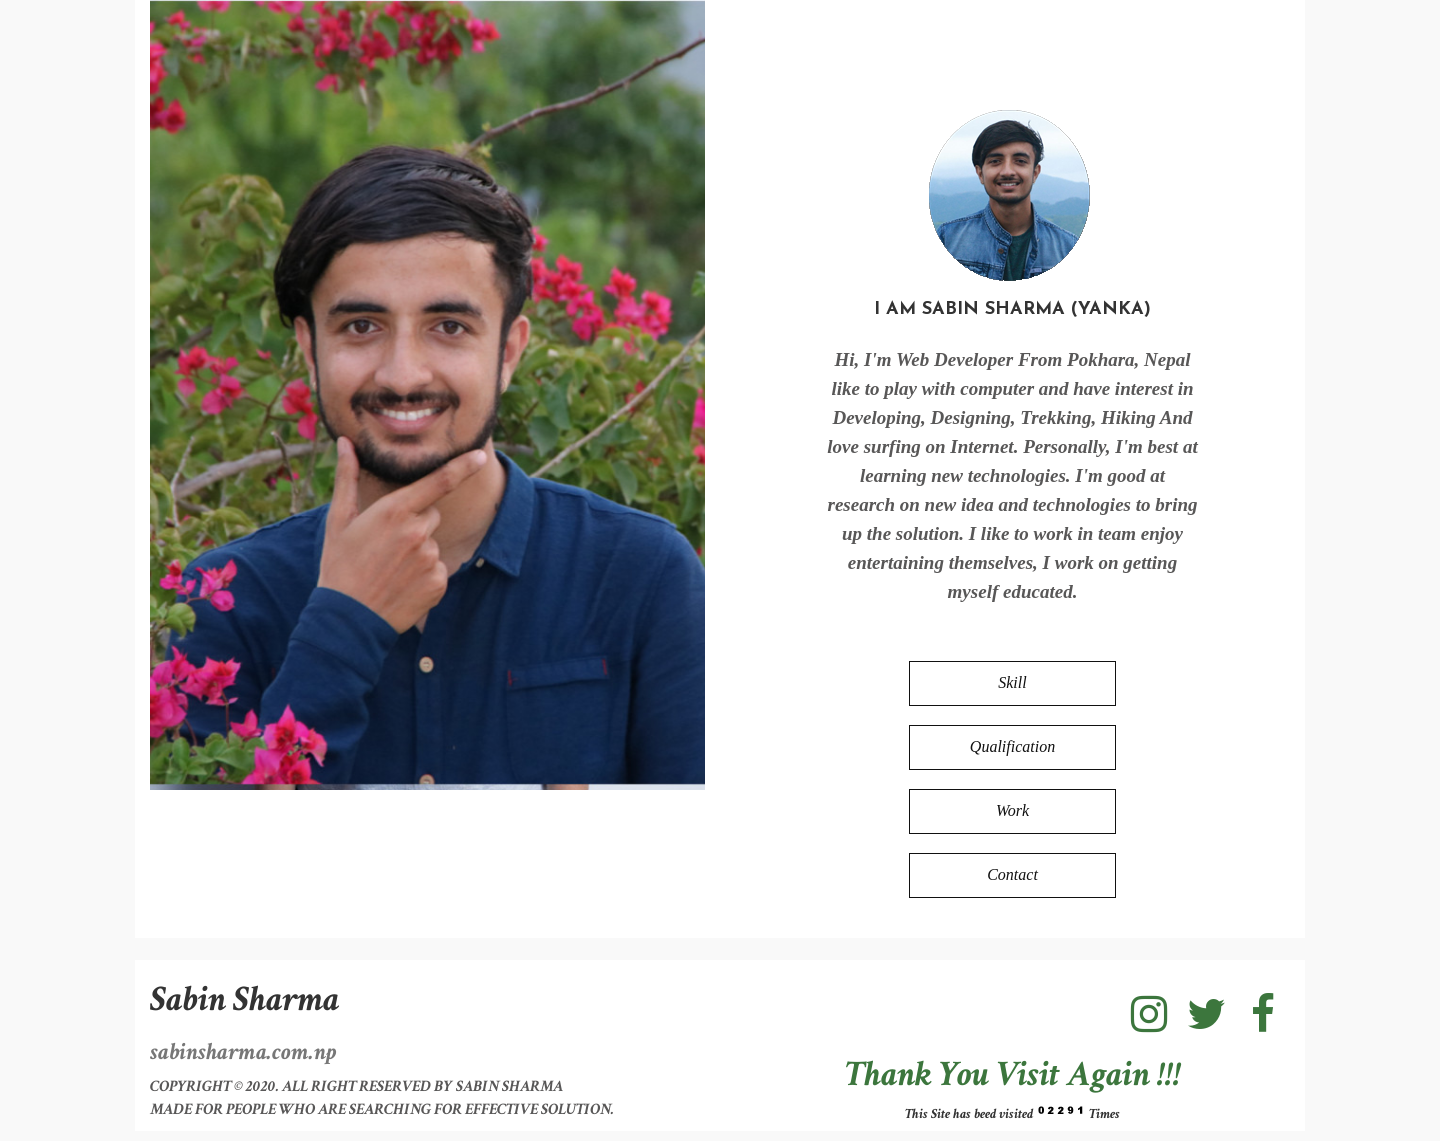 I AM SABIN SHARMA (YANKA)
Hi, I'm Web Developer From Pokhara, Nepal
like to play with computer and have interest in
Developing, Designing, Trekking, Hiking And
love surfing on Internet. Personally, I'm best at
learning new technologies. I'm good at
research on new idea and technologies to bring
up the solution. I like to work in team enjoy
entertaining themselves, I work on getting
myself educated.
Skill
Qualification
Work
Contact
Sabin Sharma
sabinsharma.com.np
COPYRIGHT © 2020. ALL RIGHT RESERVED BY SABIN SHARMA
MADE FOR PEOPLE WHO ARE SEARCHING FOR EFFECTIVE SOLUTION.
Thank You Visit Again !!!
This Site has beed visited 02291 Times